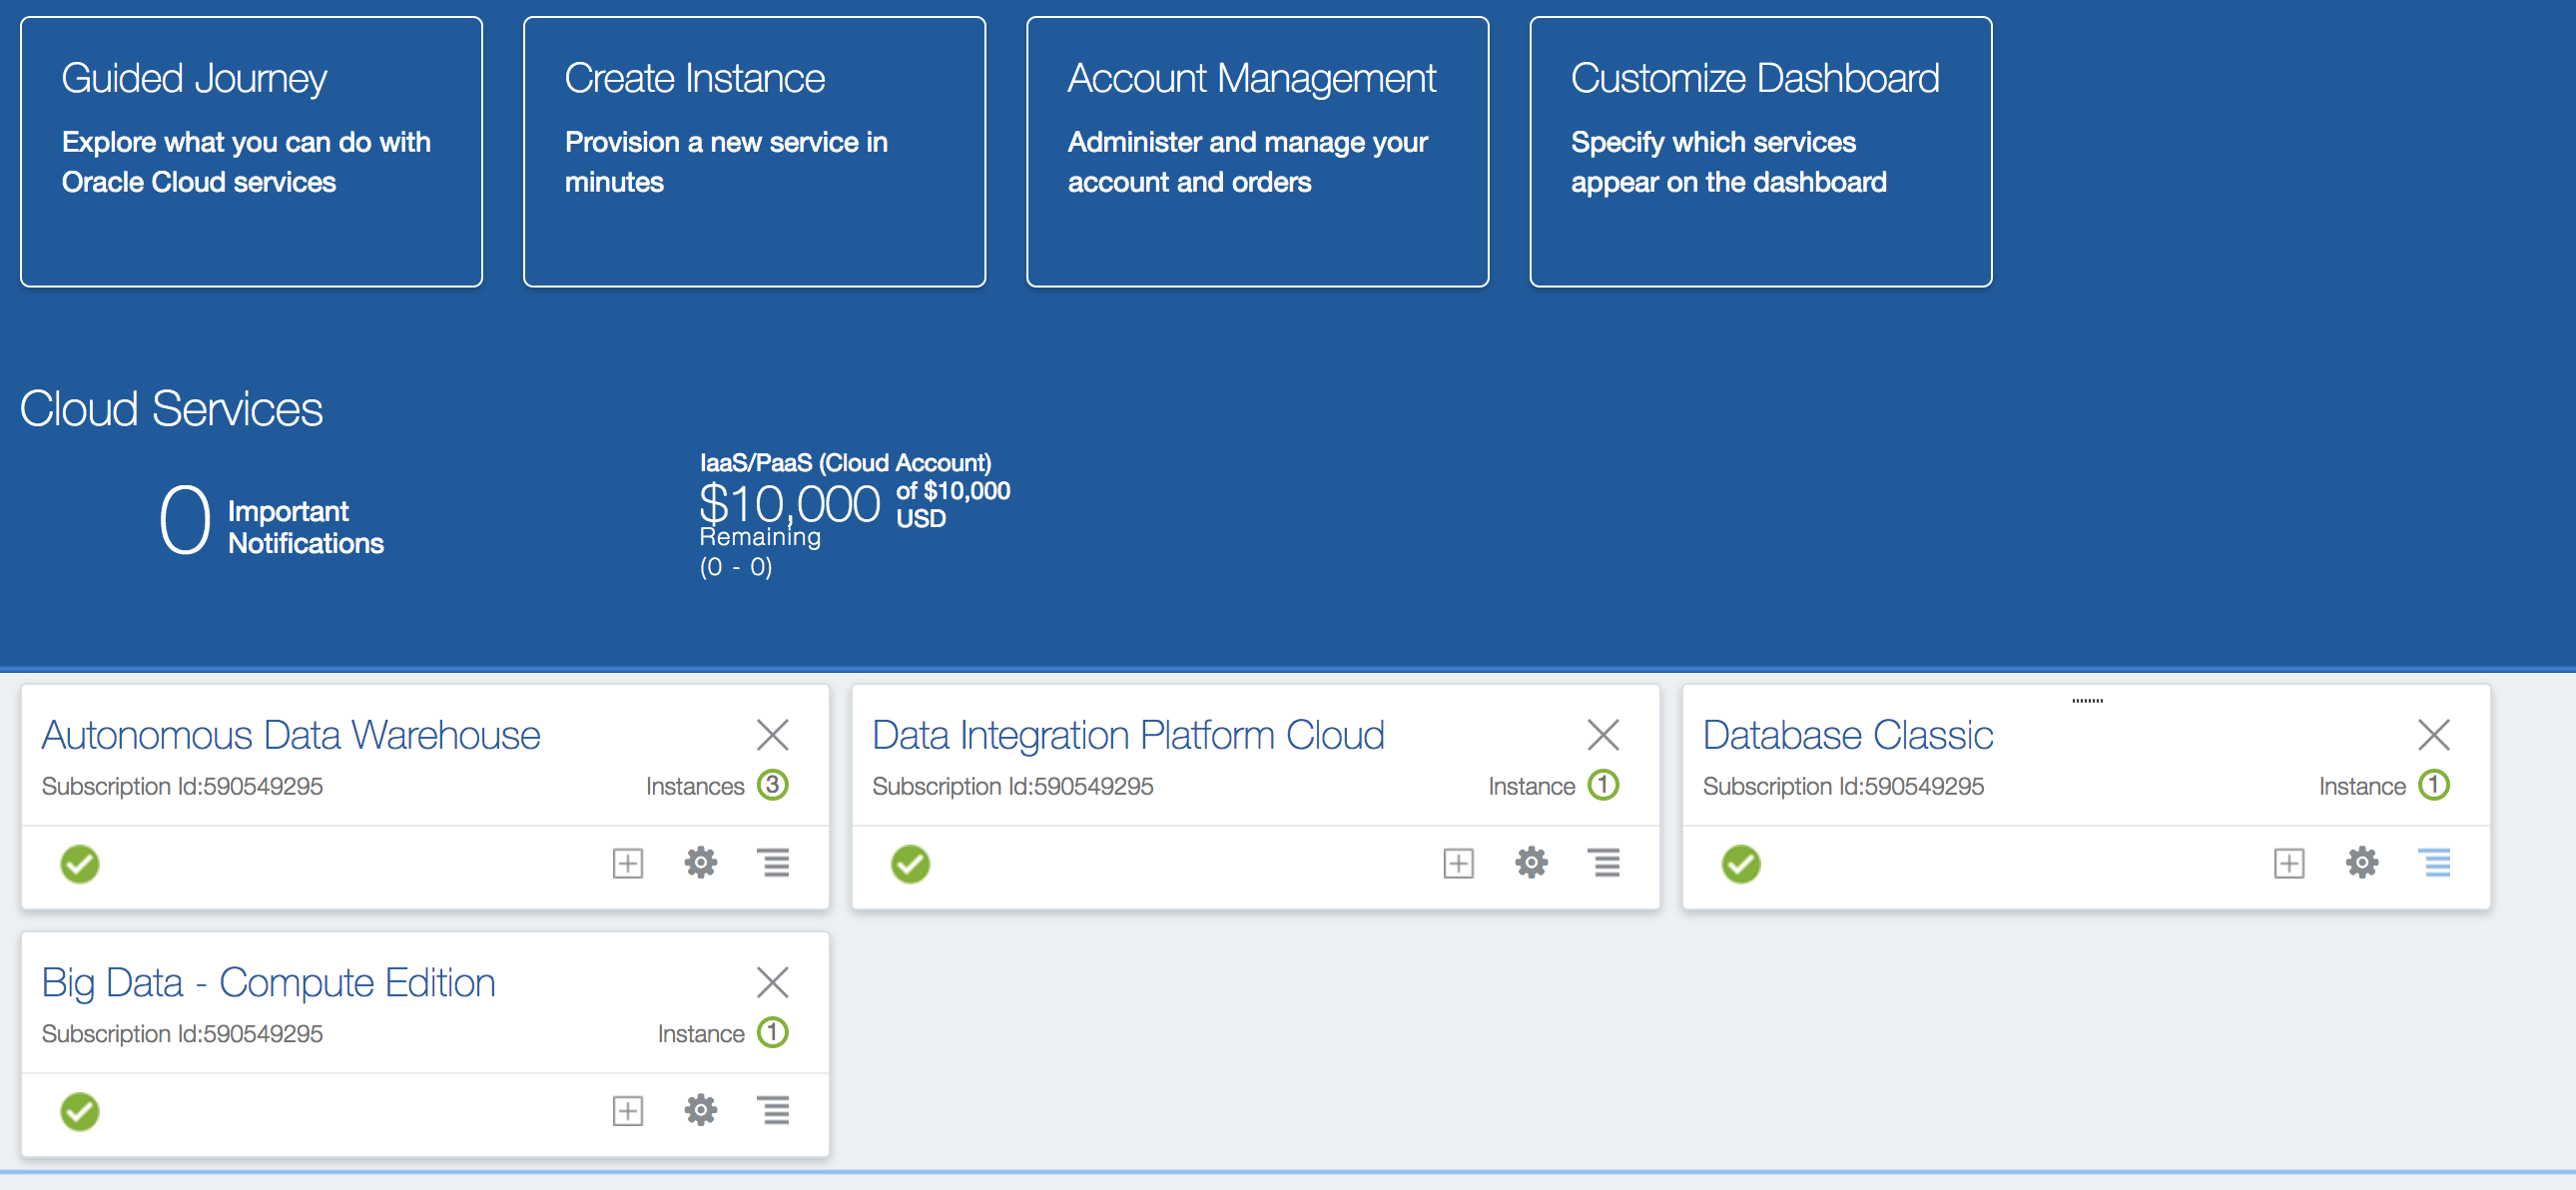 Guided Journey
Explore what you can do with
Oracle Cloud services
Create Instance
Provision a new service in
minutes
Account Management
Administer and manage your
account and orders
Customize Dashboard
Specify which services
appear on the dashboard
Cloud Services
0 Important
Notifications
IaaS/PaaS (Cloud Account)
$10,000 of $10,000
USD
Remaining
(0 - 0)
Autonomous Data Warehouse
Subscription Id:590549295 Instances 3
Data Integration Platform Cloud
Subscription Id:590549295 Instance 1
Database Classic
Subscription Id:590549295 Instance 1
Big Data - Compute Edition
Subscription Id:590549295 Instance 1